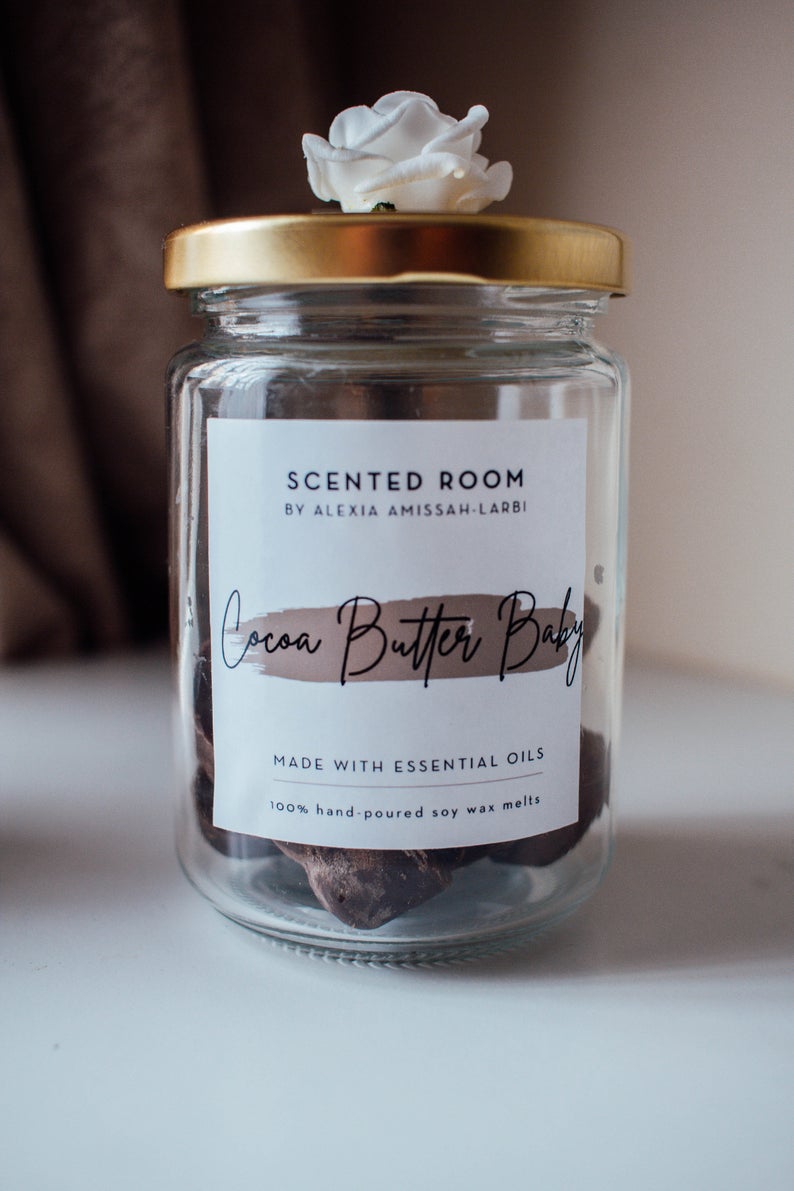 SCENTED ROOM
BY ALEXIA AMISSAH-LARBI
Cocoa Butter Baby
MADE WITH ESSENTIAL OILS
100% hand-poured soy wax melts